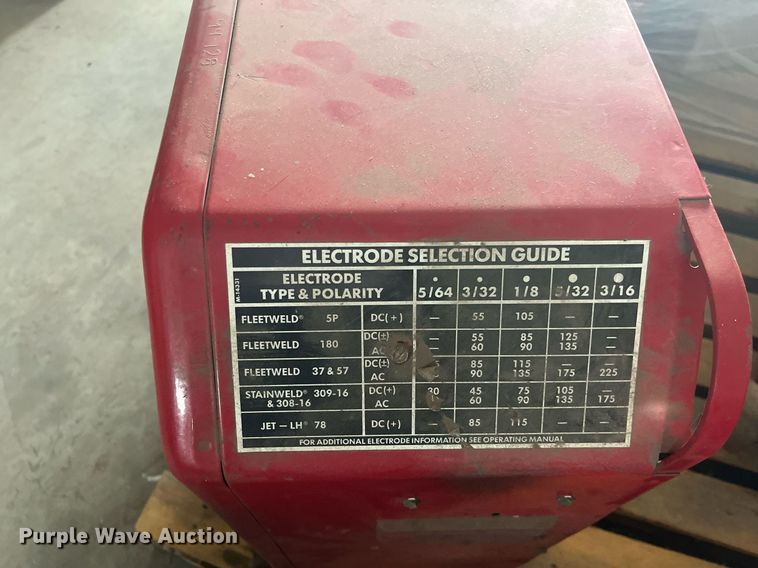 ELECTRODE SELECTION GUIDE
ELECTRODE TYPE & POLARITY 5/64 3/32 1/8 5/32 3/16
FLEETWELD® 5P DC(+) — 55 105 — —
FLEETWELD 180 DC(±) — 55 85 125 —
AC 60 90 135 —
FLEETWELD 37 & 57 DC(±) 85 115 — —
AC 90 135 175 225
STAINWELD® 309-16 DC(+) 30 45 75 105 —
& 308-16 AC 60 90 135 175
JET – LH® 78 DC(+) — 85 115 — —
FOR ADDITIONAL ELECTRODE INFORMATION SEE OPERATING MANUAL
M-16231
Purple Wave Auction®